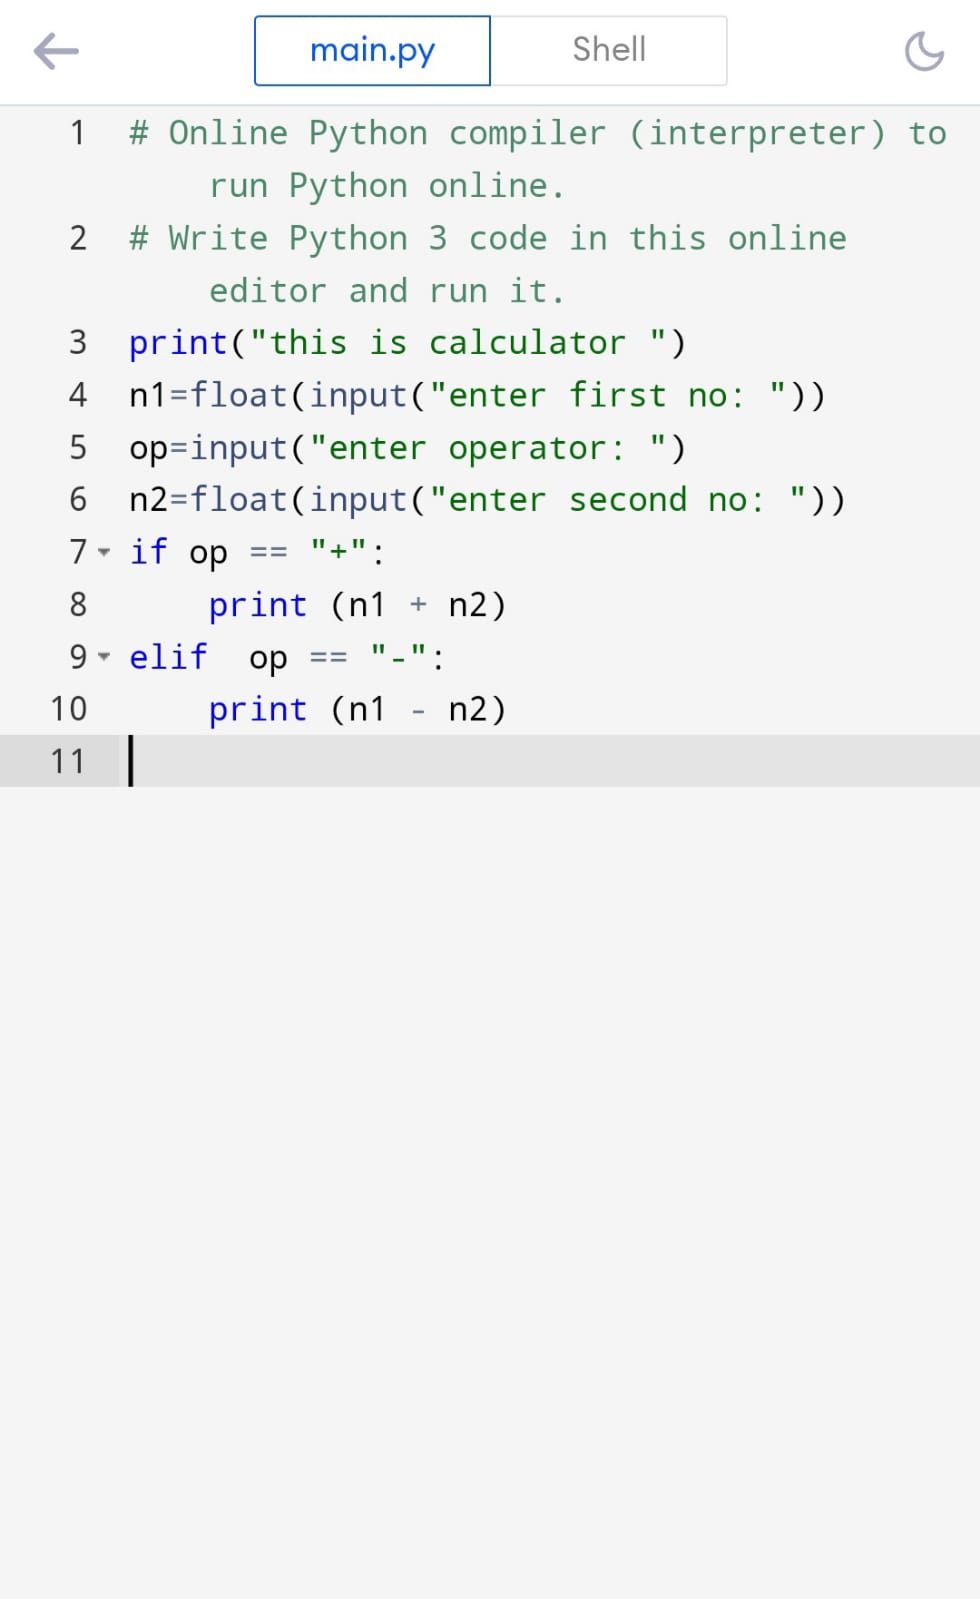 main.py Shell
1 # Online Python compiler (interpreter) to
run Python online.
2 # Write Python 3 code in this online
editor and run it.
3 print("this is calculator ")
4 n1=float(input("enter first no: "))
5 op=input("enter operator: ")
6 n2=float(input("enter second no: "))
7 if op == "+":
8     print (n1 + n2)
9 elif  op == "-":
10     print (n1 - n2)
11